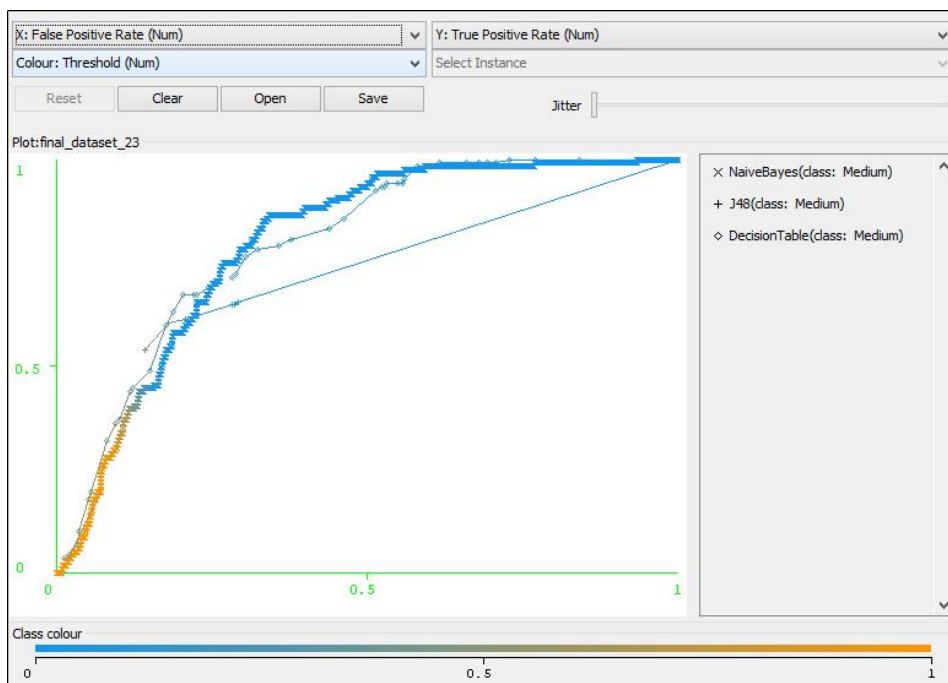 X: False Positive Rate (Num)
Y: True Positive Rate (Num)
Colour: Threshold (Num)
Select Instance
Reset
Clear
Open
Save
Jitter
Plot:final_dataset_23
1
0.5
0
0
0.5
1
NaiveBayes(class: Medium)
J48(class: Medium)
DecisionTable(class: Medium)
Class colour
0
0.5
1